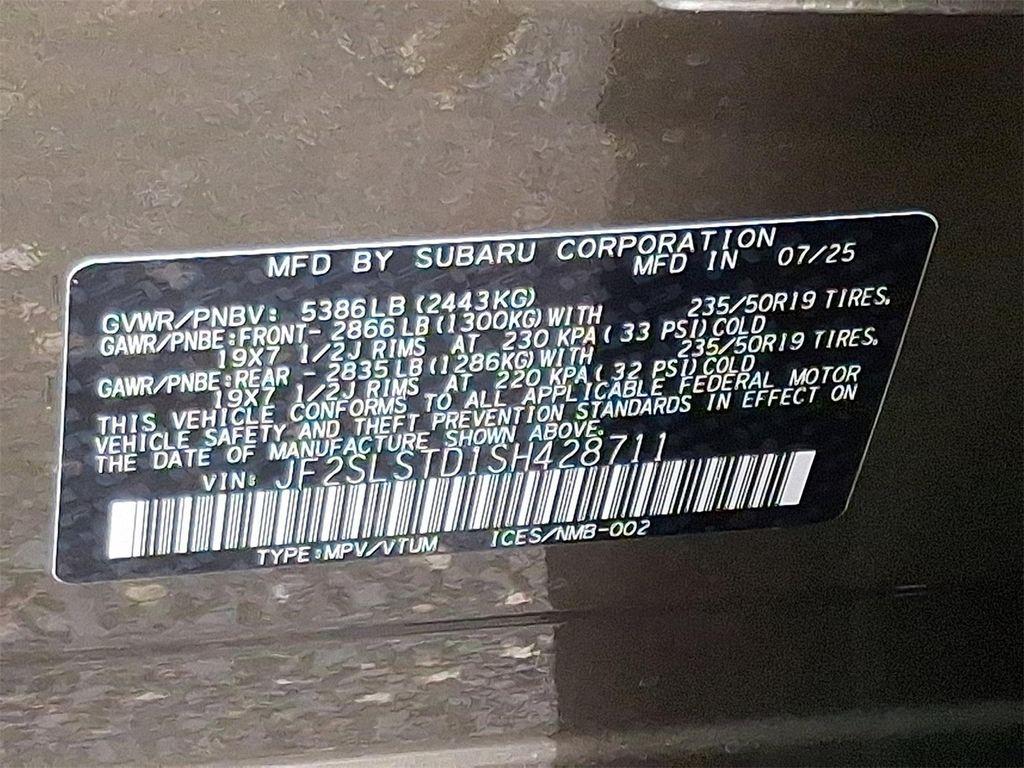 MFD BY SUBARU CORPORATION
MFD IN 07/25
GVWR/PNBV: 5386LB(2443KG)
GAWR/PNBE:FRONT- 2866LB(1300KG)WITH 235/50R19 TIRES,
19X7 1/2J RIMS AT 230 KPA( 33 PSI)COLD
GAWR/PNBE:REAR - 2835LB(1286KG)WITH 235/50R19 TIRES,
19X7 1/2J RIMS AT 220 KPA( 32 PSI)COLD
THIS VEHICLE CONFORMS TO ALL APPLICABLE FEDERAL MOTOR
VEHICLE SAFETY AND THEFT PREVENTION STANDARDS IN EFFECT ON
THE DATE OF MANUFACTURE SHOWN ABOVE.
VIN: JF2SLSTD1SH428711
TYPE:MPV/VTUM ICES/NMB-002